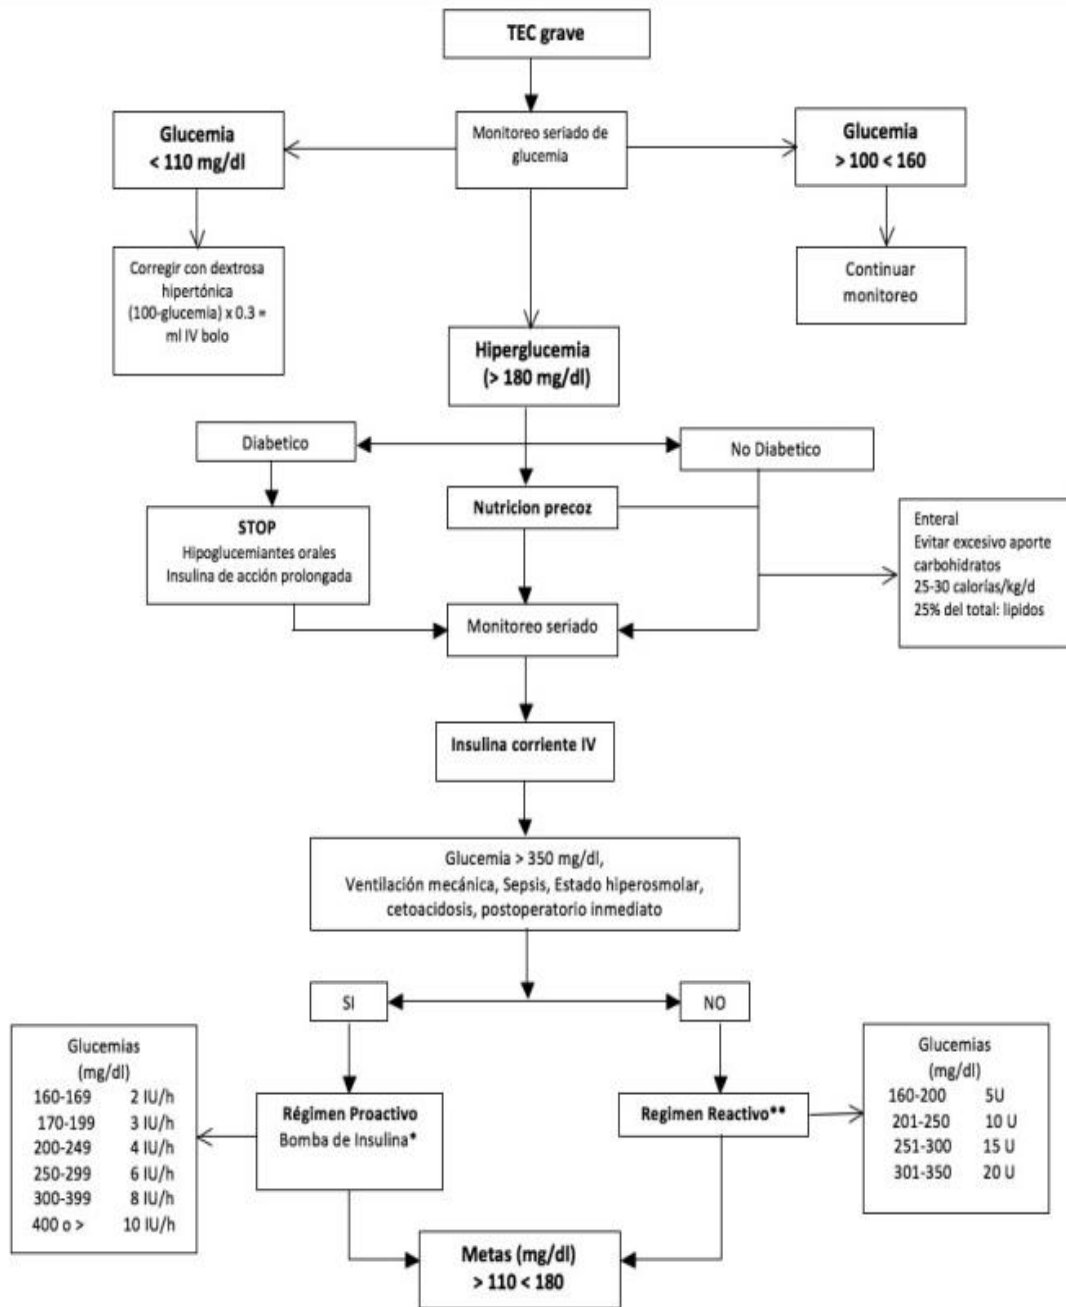 TEC grave
Monitoreo seriado de
glucemia
Glucemia
< 110 mg/dl
Glucemia
> 100 < 160
Corregir con dextrosa
hipertónica
(100-glucemia) x 0.3 =
ml IV bolo
Continuar
monitoreo
Hiperglucemia
(> 180 mg/dl)
Diabetico
No Diabetico
STOP
Hipoglucemiantes orales
Insulina de acción prolongada
Nutricion precoz
Enteral
Evitar excesivo aporte
carbohidratos
25-30 calorías/kg/d
25% del total: lipidos
Monitoreo seriado
Insulina corriente IV
Glucemia > 350 mg/dl,
Ventilación mecánica, Sepsis, Estado hiperosmolar,
cetoacidosis, postoperatorio inmediato
SI
NO
Glucemias
(mg/dl)
160-169 2 IU/h
170-199 3 IU/h
200-249 4 IU/h
250-299 6 IU/h
300-399 8 IU/h
400 o > 10 IU/h
Régimen Proactivo
Bomba de Insulina*
Regimen Reactivo**
Glucemias
(mg/dl)
160-200 5U
201-250 10 U
251-300 15 U
301-350 20 U
Metas (mg/dl)
> 110 < 180